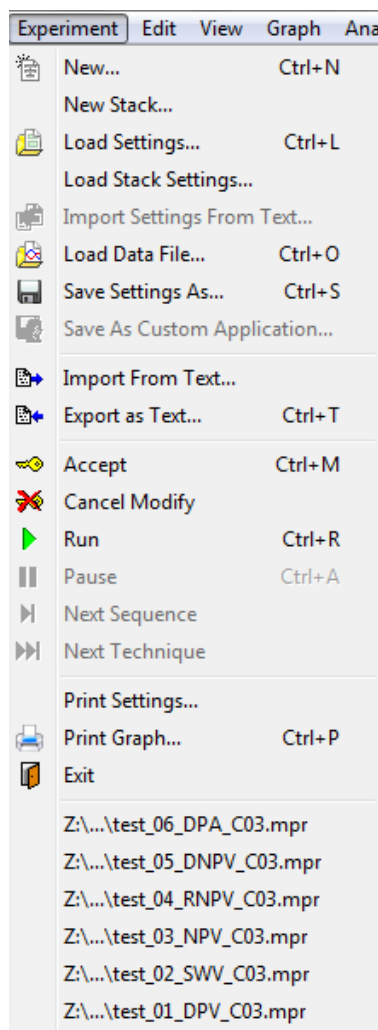 Experiment Edit View Graph Ana
New... Ctrl+N
New Stack...
Load Settings... Ctrl+L
Load Stack Settings...
Import Settings From Text...
Load Data File... Ctrl+O
Save Settings As... Ctrl+S
Save As Custom Application...
Import From Text...
Export as Text... Ctrl+T
Accept Ctrl+M
Cancel Modify
Run Ctrl+R
Pause Ctrl+A
Next Sequence
Next Technique
Print Settings...
Print Graph... Ctrl+P
Exit
Z:\...\test_06_DPA_C03.mpr
Z:\...\test_05_DNPV_C03.mpr
Z:\...\test_04_RNPV_C03.mpr
Z:\...\test_03_NPV_C03.mpr
Z:\...\test_02_SWV_C03.mpr
Z:\...\test_01_DPV_C03.mpr